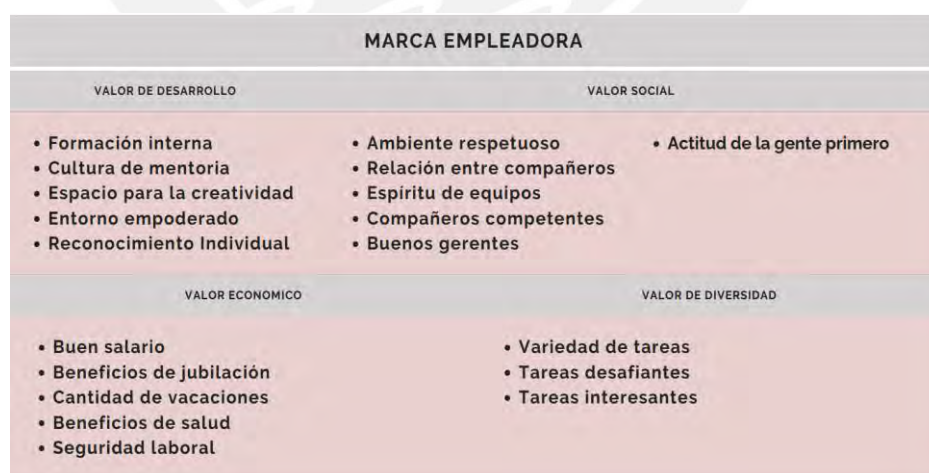 MARCA EMPLEADORA
VALOR DE DESARROLLO
• Formación interna
• Cultura de mentoria
• Espacio para la creatividad
• Entorno empoderado
• Reconocimiento Individual
VALOR SOCIAL
• Ambiente respetuoso
• Relación entre compañeros
• Espíritu de equipos
• Compañeros competentes
• Buenos gerentes
• Actitud de la gente primero
VALOR ECONOMICO
• Buen salario
• Beneficios de jubilación
• Cantidad de vacaciones
• Beneficios de salud
• Seguridad laboral
VALOR DE DIVERSIDAD
• Variedad de tareas
• Tareas desafiantes
• Tareas interesantes